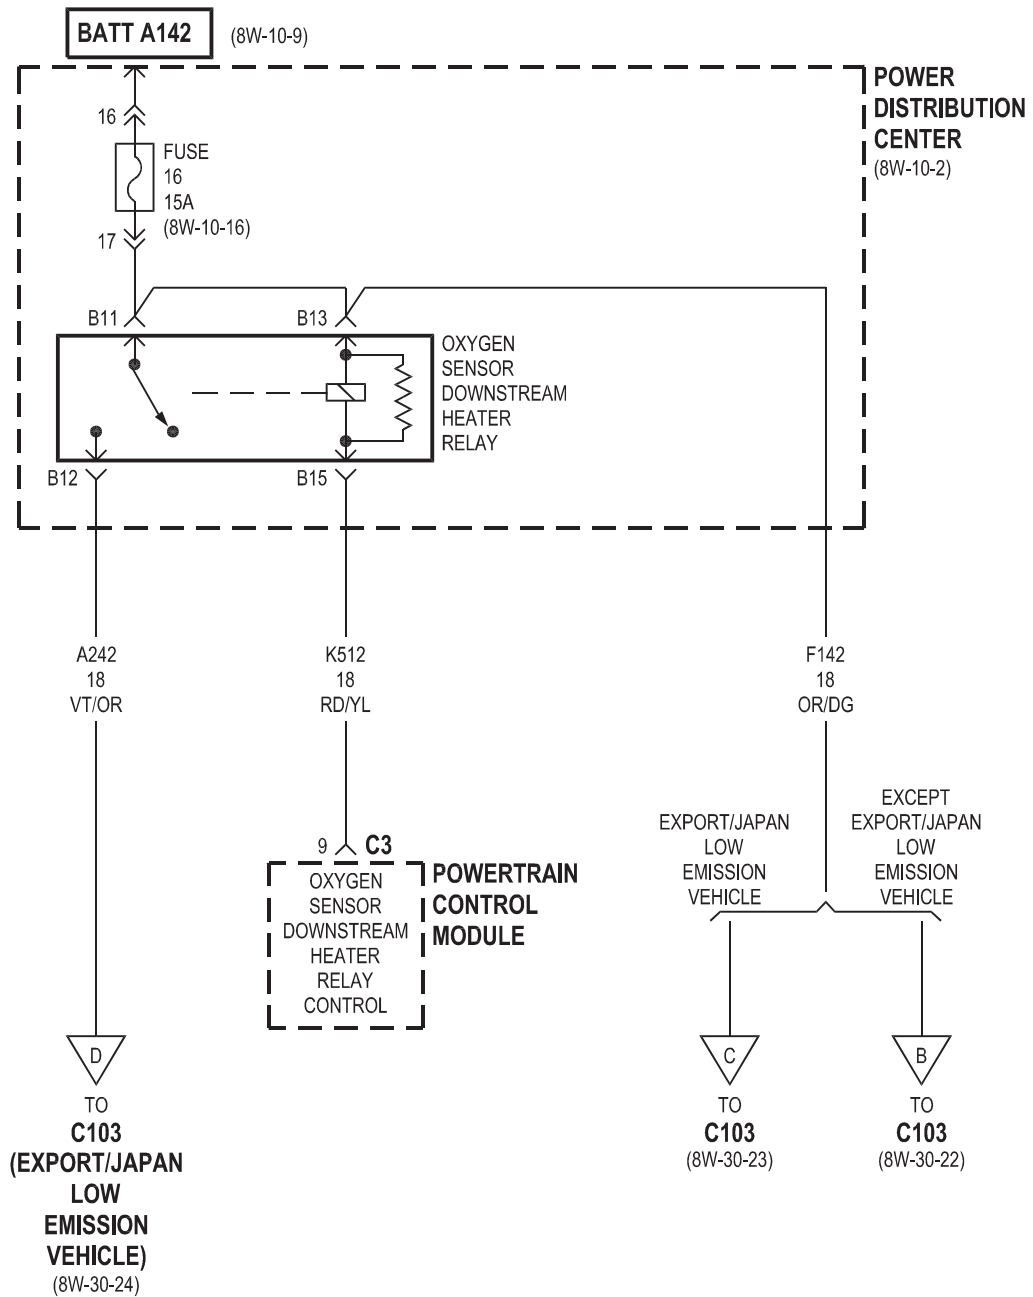 BATT A142
(8W-10-9)
POWER
DISTRIBUTION
CENTER
(8W-10-2)
16
FUSE
16
15A
(8W-10-16)
17
B11
B13
OXYGEN
SENSOR
DOWNSTREAM
HEATER
RELAY
B12
B15
A242
18
VT/OR
K512
18
RD/YL
F142
18
OR/DG
EXPORT/JAPAN
LOW
EMISSION
VEHICLE
EXCEPT
EXPORT/JAPAN
LOW
EMISSION
VEHICLE
9
C3
OXYGEN
SENSOR
DOWNSTREAM
HEATER
RELAY
CONTROL
POWERTRAIN
CONTROL
MODULE
D
TO
C103
(EXPORT/JAPAN
LOW
EMISSION
VEHICLE)
(8W-30-24)
C
TO
C103
(8W-30-23)
B
TO
C103
(8W-30-22)